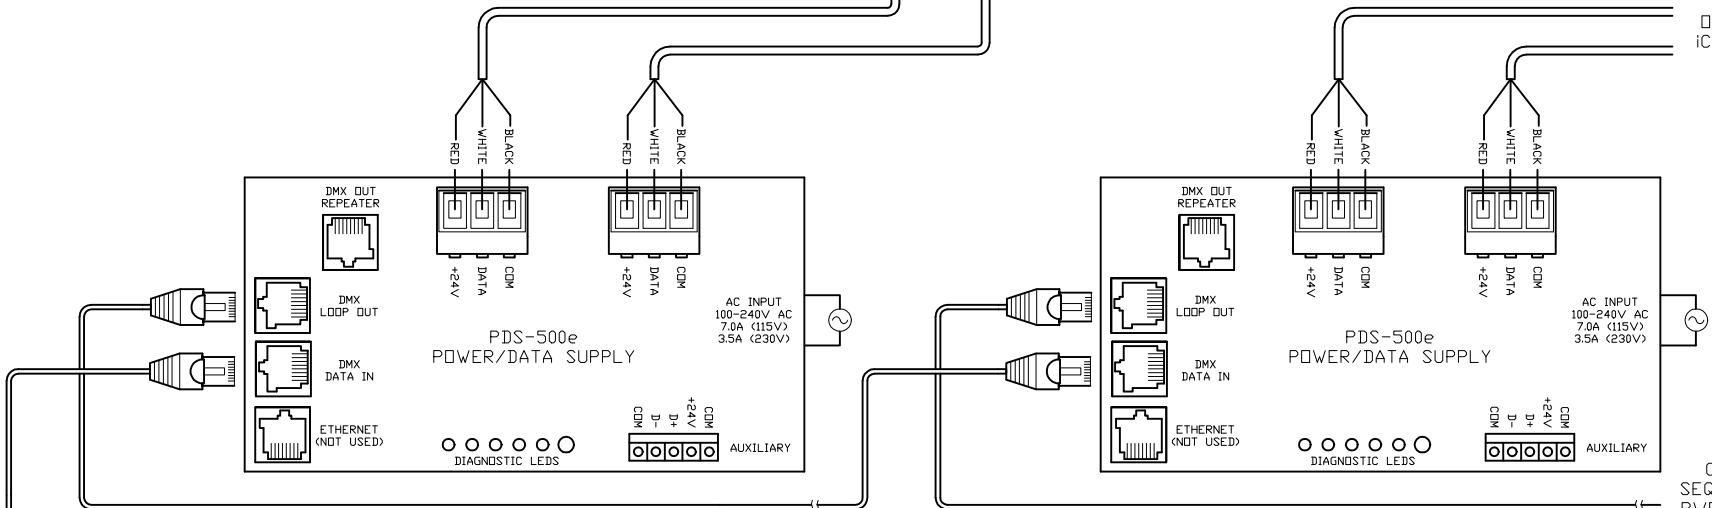 RED
WHITE
BLACK
RED
WHITE
BLACK
DMX OUT
REPEATER
+24V
DATA
COM
+24V
DATA
COM
DMX
LOOP OUT
AC INPUT
100-240V AC
7.0A (115V)
3.5A (230V)
PDS-500e
POWER/DATA SUPPLY
DMX
DATA IN
ETHERNET
(NOT USED)
DIAGNOSTIC LEDS
COM
D-
D+
+24V
COM
AUXILIARY
RED
WHITE
BLACK
RED
WHITE
BLACK
DMX OUT
REPEATER
+24V
DATA
COM
+24V
DATA
COM
DMX
LOOP OUT
AC INPUT
100-240V AC
7.0A (115V)
3.5A (230V)
PDS-500e
POWER/DATA SUPPLY
DMX
DATA IN
ETHERNET
(NOT USED)
DIAGNOSTIC LEDS
COM
D-
D+
+24V
COM
AUXILIARY
O
iC
SEQ